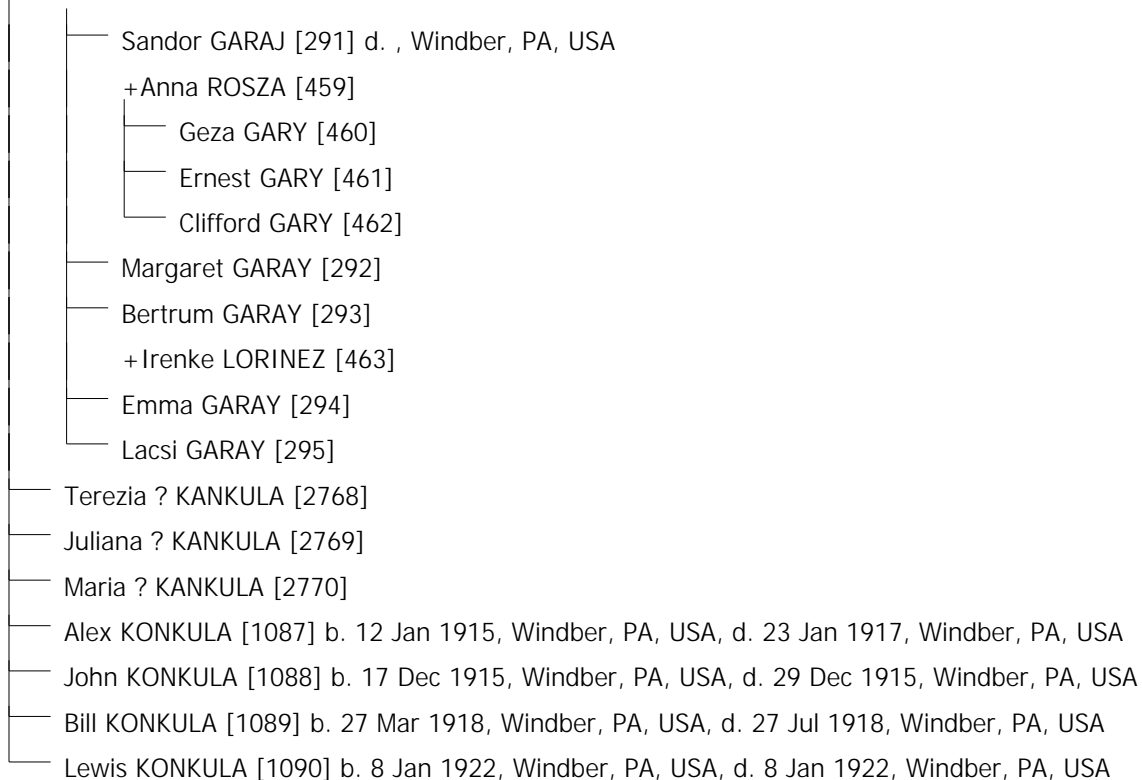 Sandor GARAJ [291] d. , Windber, PA, USA
+Anna ROSZA [459]
Geza GARY [460]
Ernest GARY [461]
Clifford GARY [462]
Margaret GARAY [292]
Bertrum GARAY [293]
+Irenke LORINEZ [463]
Emma GARAY [294]
Lacsi GARAY [295]
Terezia ? KANKULA [2768]
Juliana ? KANKULA [2769]
Maria ? KANKULA [2770]
Alex KONKULA [1087] b. 12 Jan 1915, Windber, PA, USA, d. 23 Jan 1917, Windber, PA, USA
John KONKULA [1088] b. 17 Dec 1915, Windber, PA, USA, d. 29 Dec 1915, Windber, PA, USA
Bill KONKULA [1089] b. 27 Mar 1918, Windber, PA, USA, d. 27 Jul 1918, Windber, PA, USA
Lewis KONKULA [1090] b. 8 Jan 1922, Windber, PA, USA, d. 8 Jan 1922, Windber, PA, USA